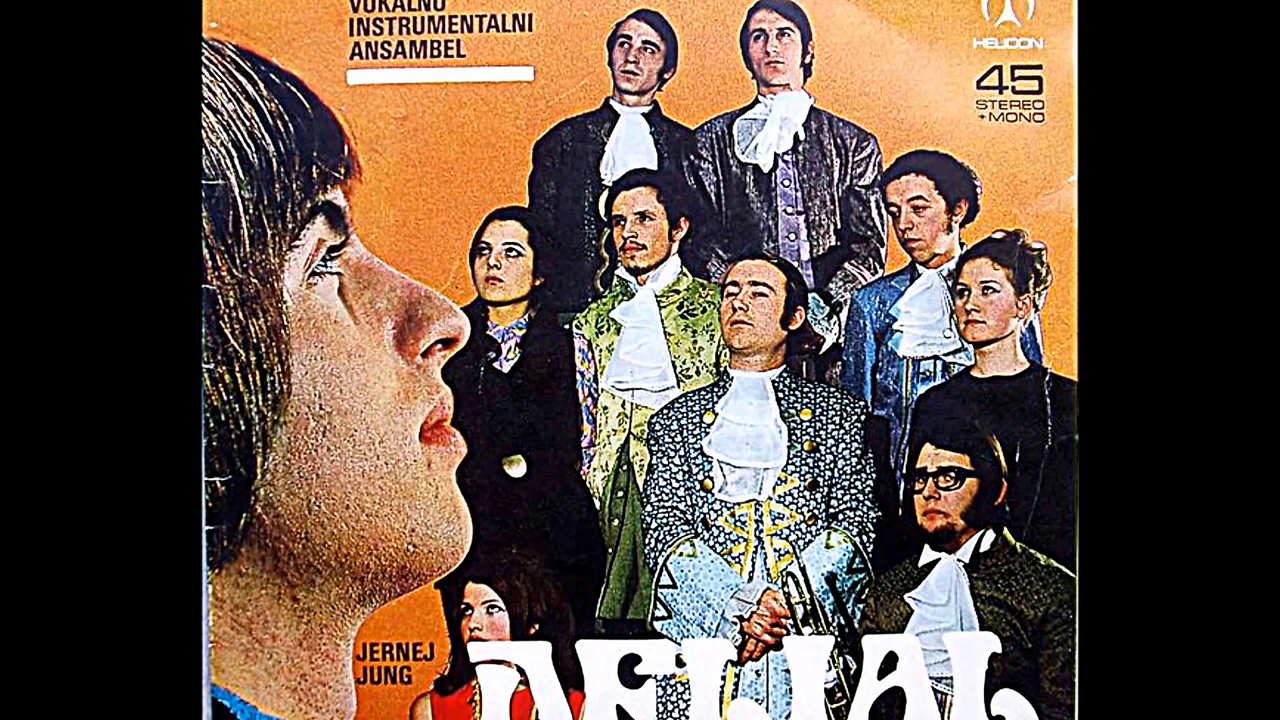 VOKALNO
INSTRUMENTALNI
ANSAMBEL
HELIDON
45
STEREO
+MONO
JERNEJ
JUNG